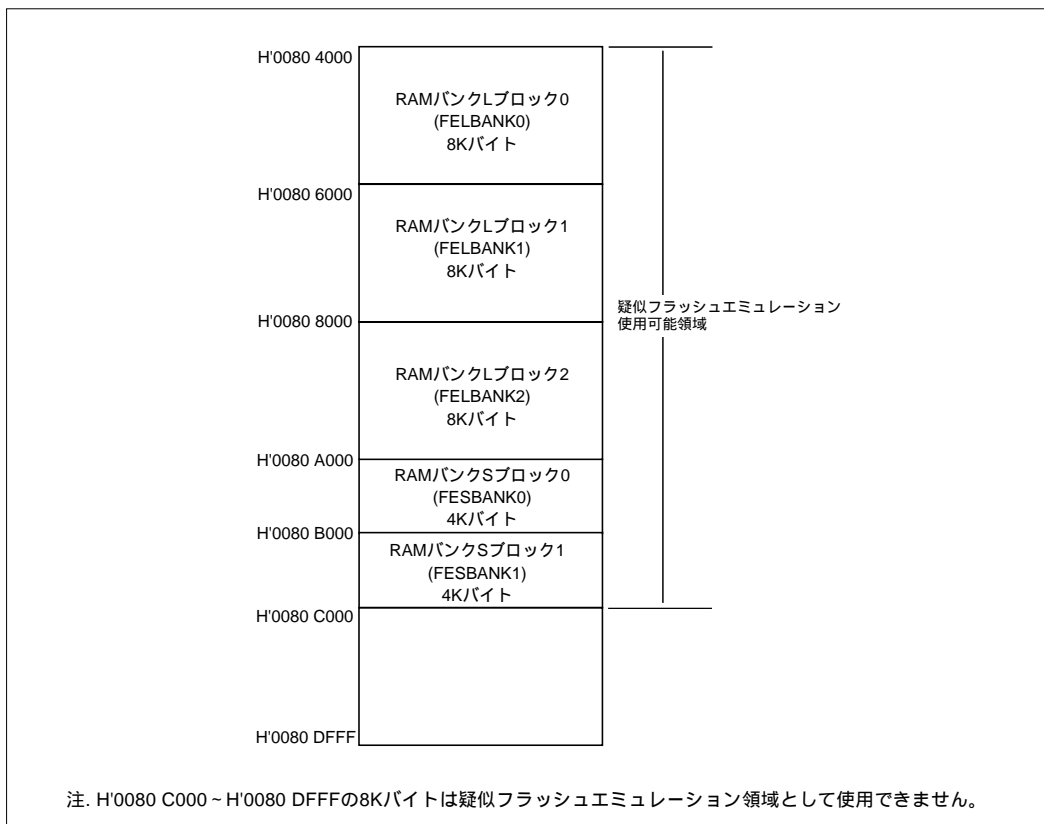 H'0080 4000
RAMバンクLブロック0
(FELBANK0)
8Kバイト
H'0080 6000
RAMバンクLブロック1
(FELBANK1)
8Kバイト
疑似フラッシュエミュレーション
使用可能領域
H'0080 8000
RAMバンクLブロック2
(FELBANK2)
8Kバイト
H'0080 A000
RAMバンクSブロック0
(FESBANK0)
4Kバイト
H'0080 B000
RAMバンクSブロック1
(FESBANK1)
4Kバイト
H'0080 C000
H'0080 DFFF
注. H'0080 C000 ~ H'0080 DFFFの8Kバイトは疑似フラッシュエミュレーション領域として使用できません。